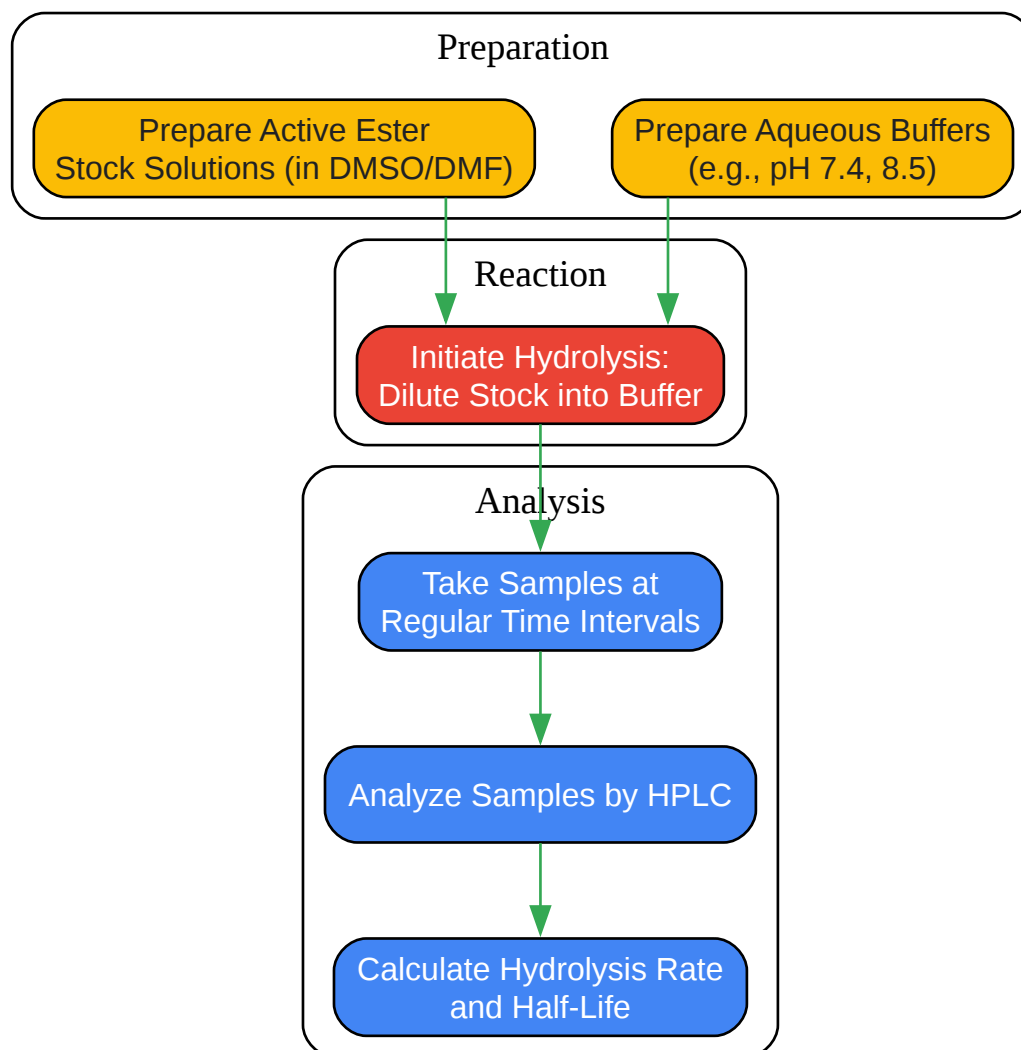 Preparation
Prepare Active Ester
Stock Solutions (in DMSO/DMF)
Prepare Aqueous Buffers
(e.g., pH 7.4, 8.5)
Reaction
Initiate Hydrolysis:
Dilute Stock into Buffer
Analysis
Take Samples at
Regular Time Intervals
Analyze Samples by HPLC
Calculate Hydrolysis Rate
and Half-Life